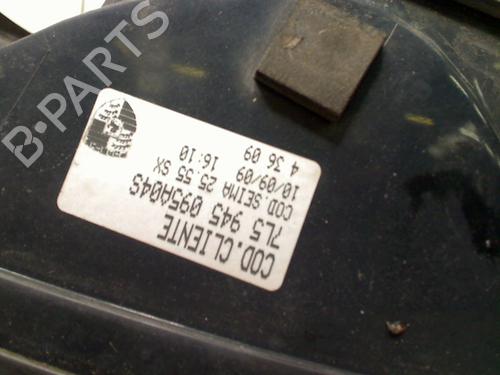 COD. CLIENTE
7L5 945 095A04S
COD SEIMA 25 55 SX
10/09/09 16:10
4 36 09
B-PARTS